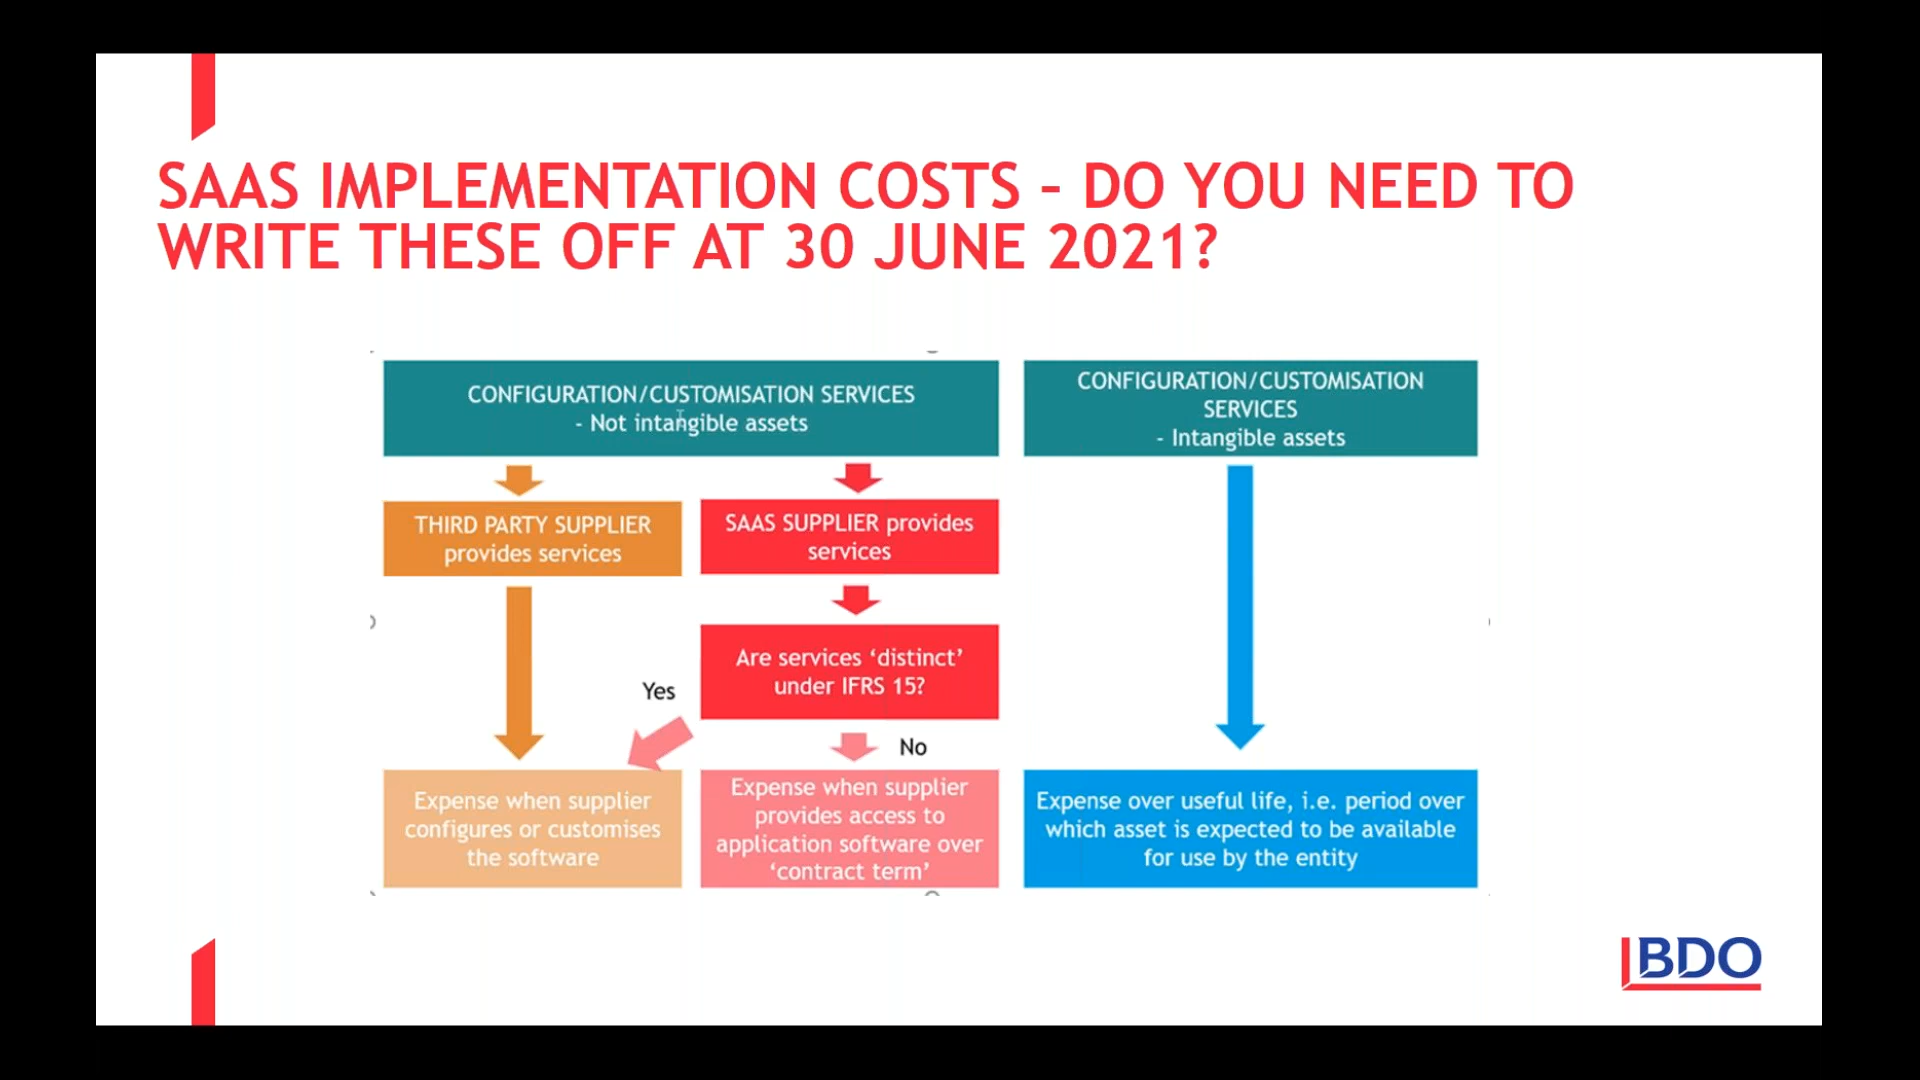 SAAS IMPLEMENTATION COSTS – DO YOU NEED TO
WRITE THESE OFF AT 30 JUNE 2021?
CONFIGURATION/CUSTOMISATION SERVICES
- Not intangible assets
CONFIGURATION/CUSTOMISATION
SERVICES
- Intangible assets
THIRD PARTY SUPPLIER
provides services
SAAS SUPPLIER provides
services
Are services ‘distinct’
under IFRS 15?
Yes
No
Expense when supplier
configures or customises
the software
Expense when supplier
provides access to
application software over
‘contract term’
Expense over useful life, i.e. period over
which asset is expected to be available
for use by the entity
BDO